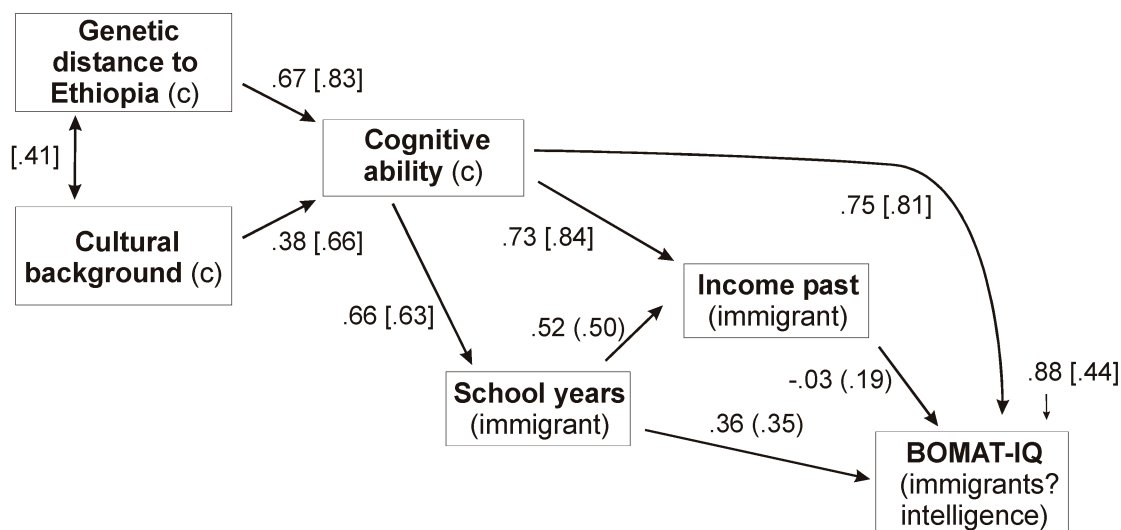 Genetic
distance to
Ethiopia (c)
.67 [.83]
[.41]
Cognitive
ability (c)
Cultural
background (c)
.38 [.66]
.75 [.81]
.73 [.84]
Income past
(immigrant)
.66 [.63]
.52 (.50)
School years
(immigrant)
-.03 (.19)
.88 [.44]
.36 (.35)
BOMAT-IQ
(immigrants?
intelligence)